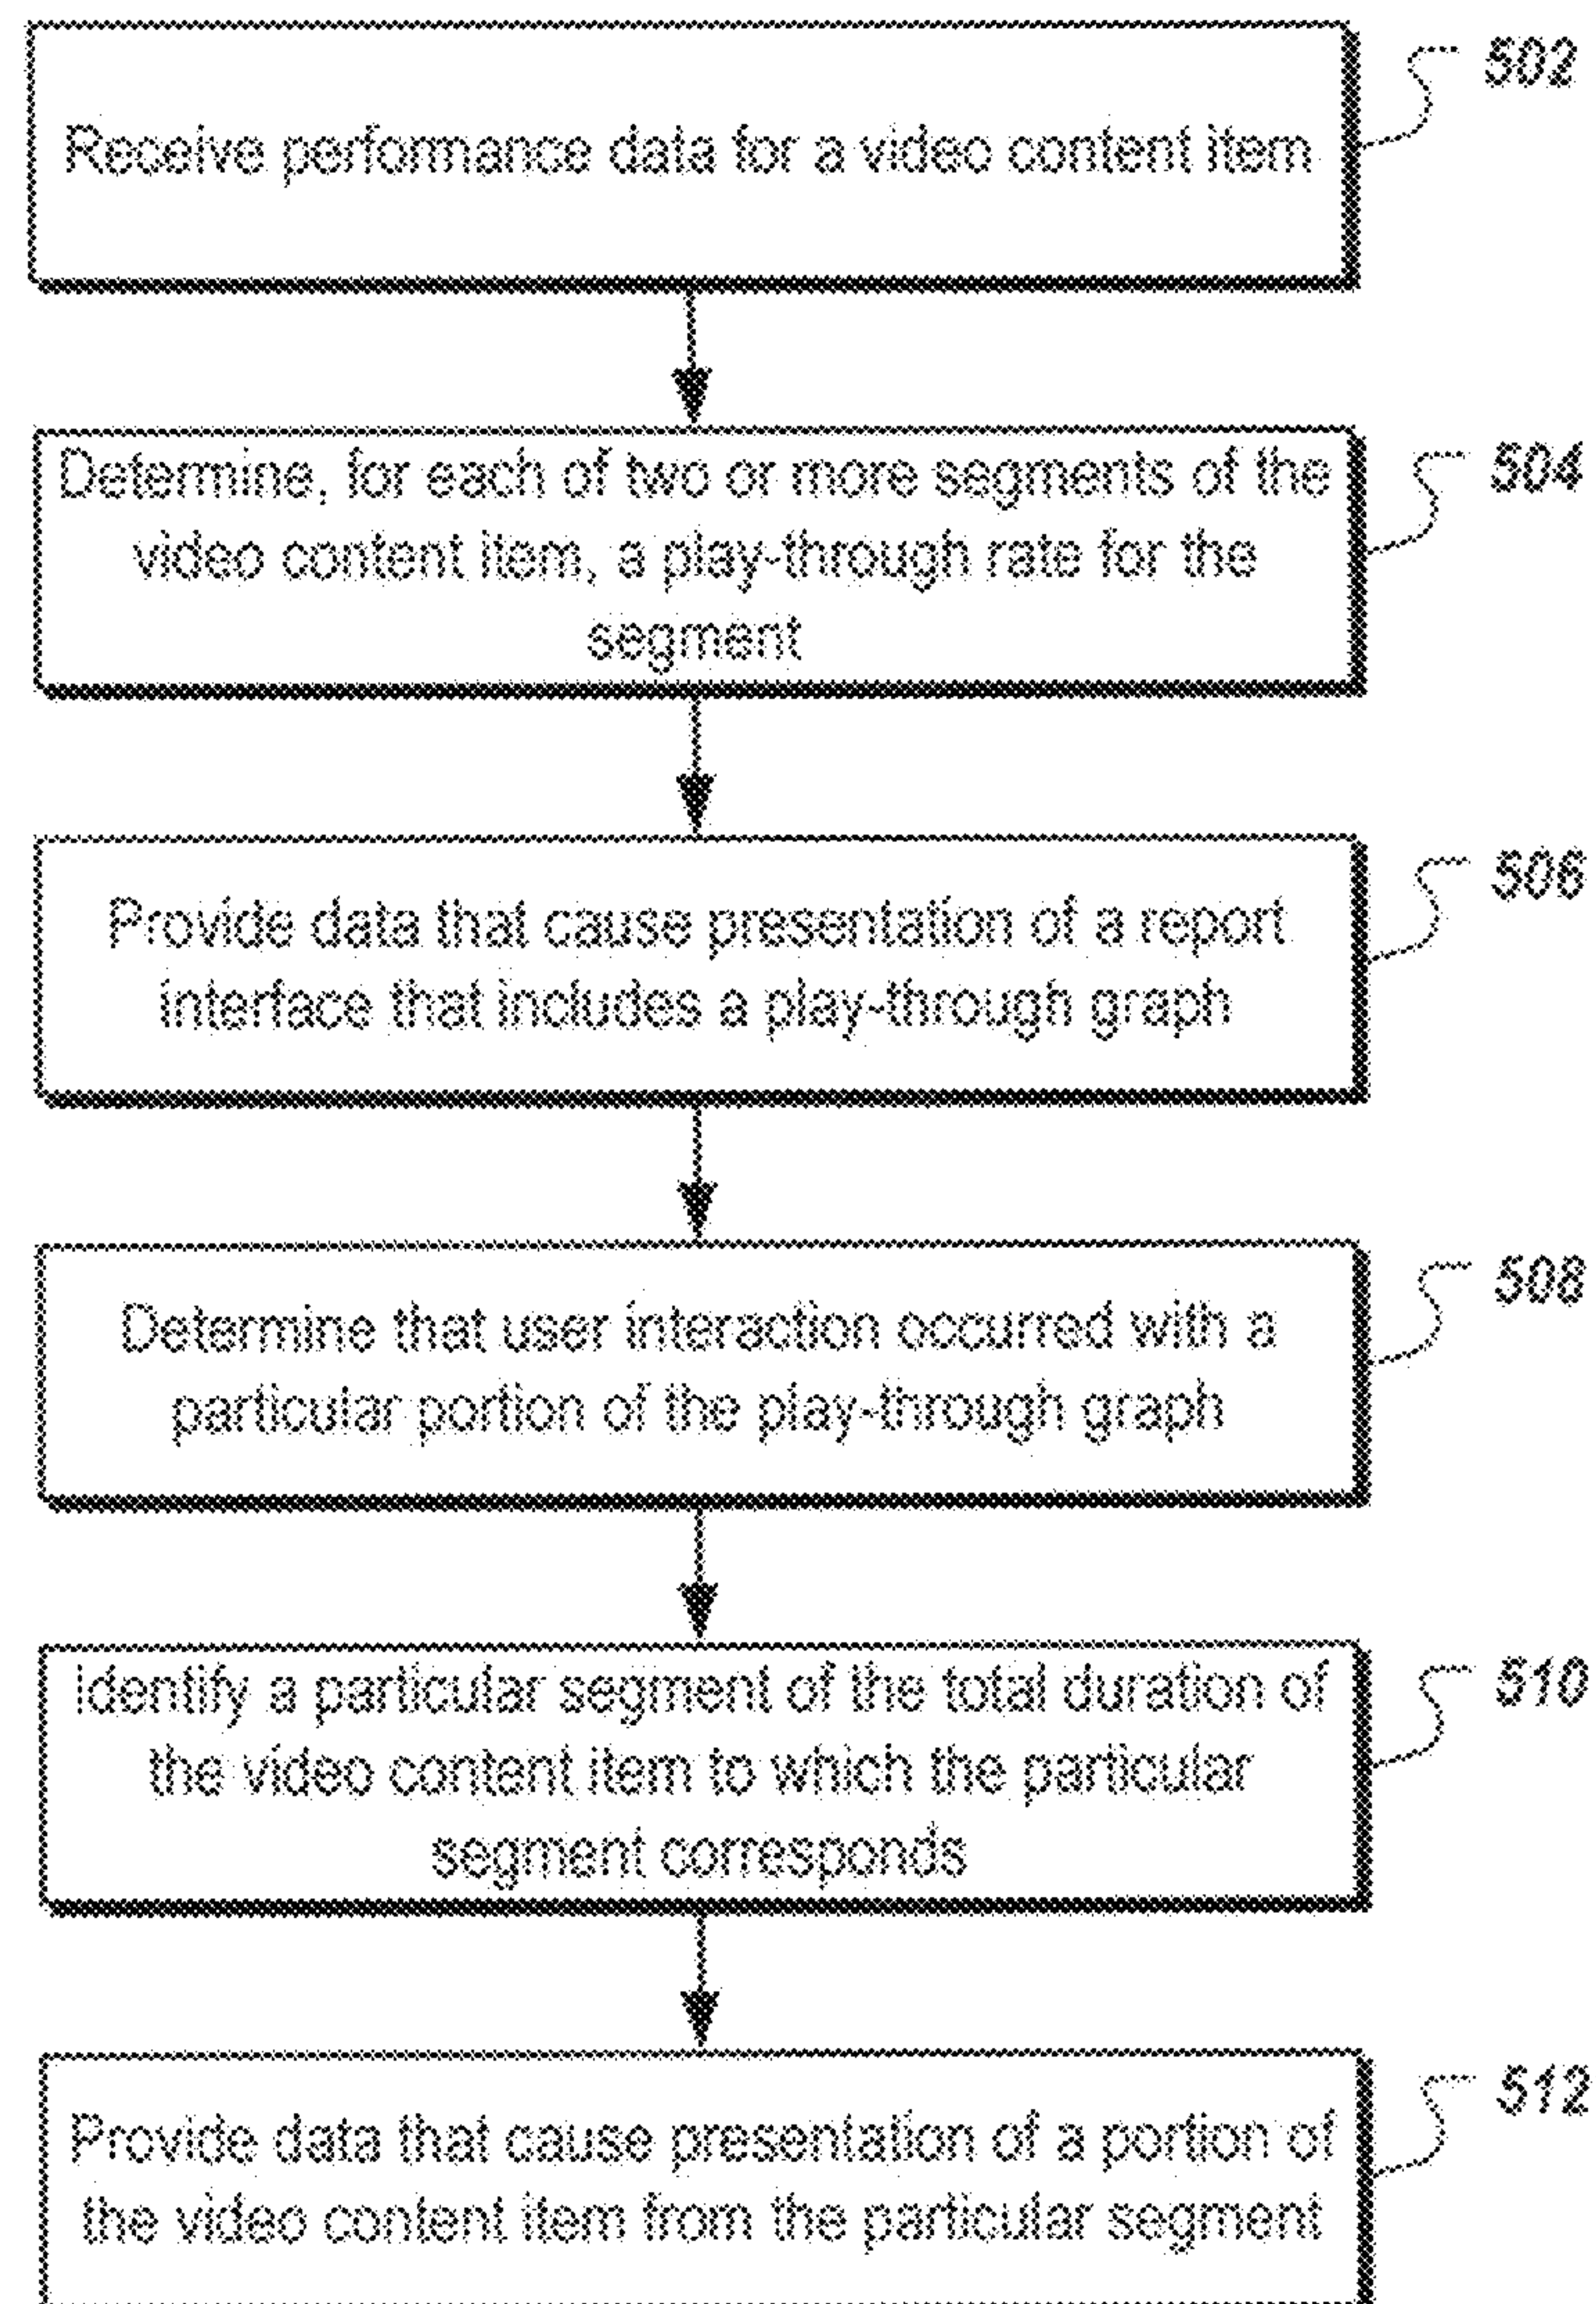 502
Receive performance data for a video content item
504
Determine, for each of two or more segments of the
video content item, a play-through rate for the
segment
506
Provide data that cause presentation of a report
interface that includes a play-through graph
508
Determine that user interaction occurred with a
particular portion of the play-through graph
510
Identify a particular segment of the total duration of
the video content item to which the particular
segment corresponds
512
Provide data that cause presentation of a portion of
the video content item from the particular segment